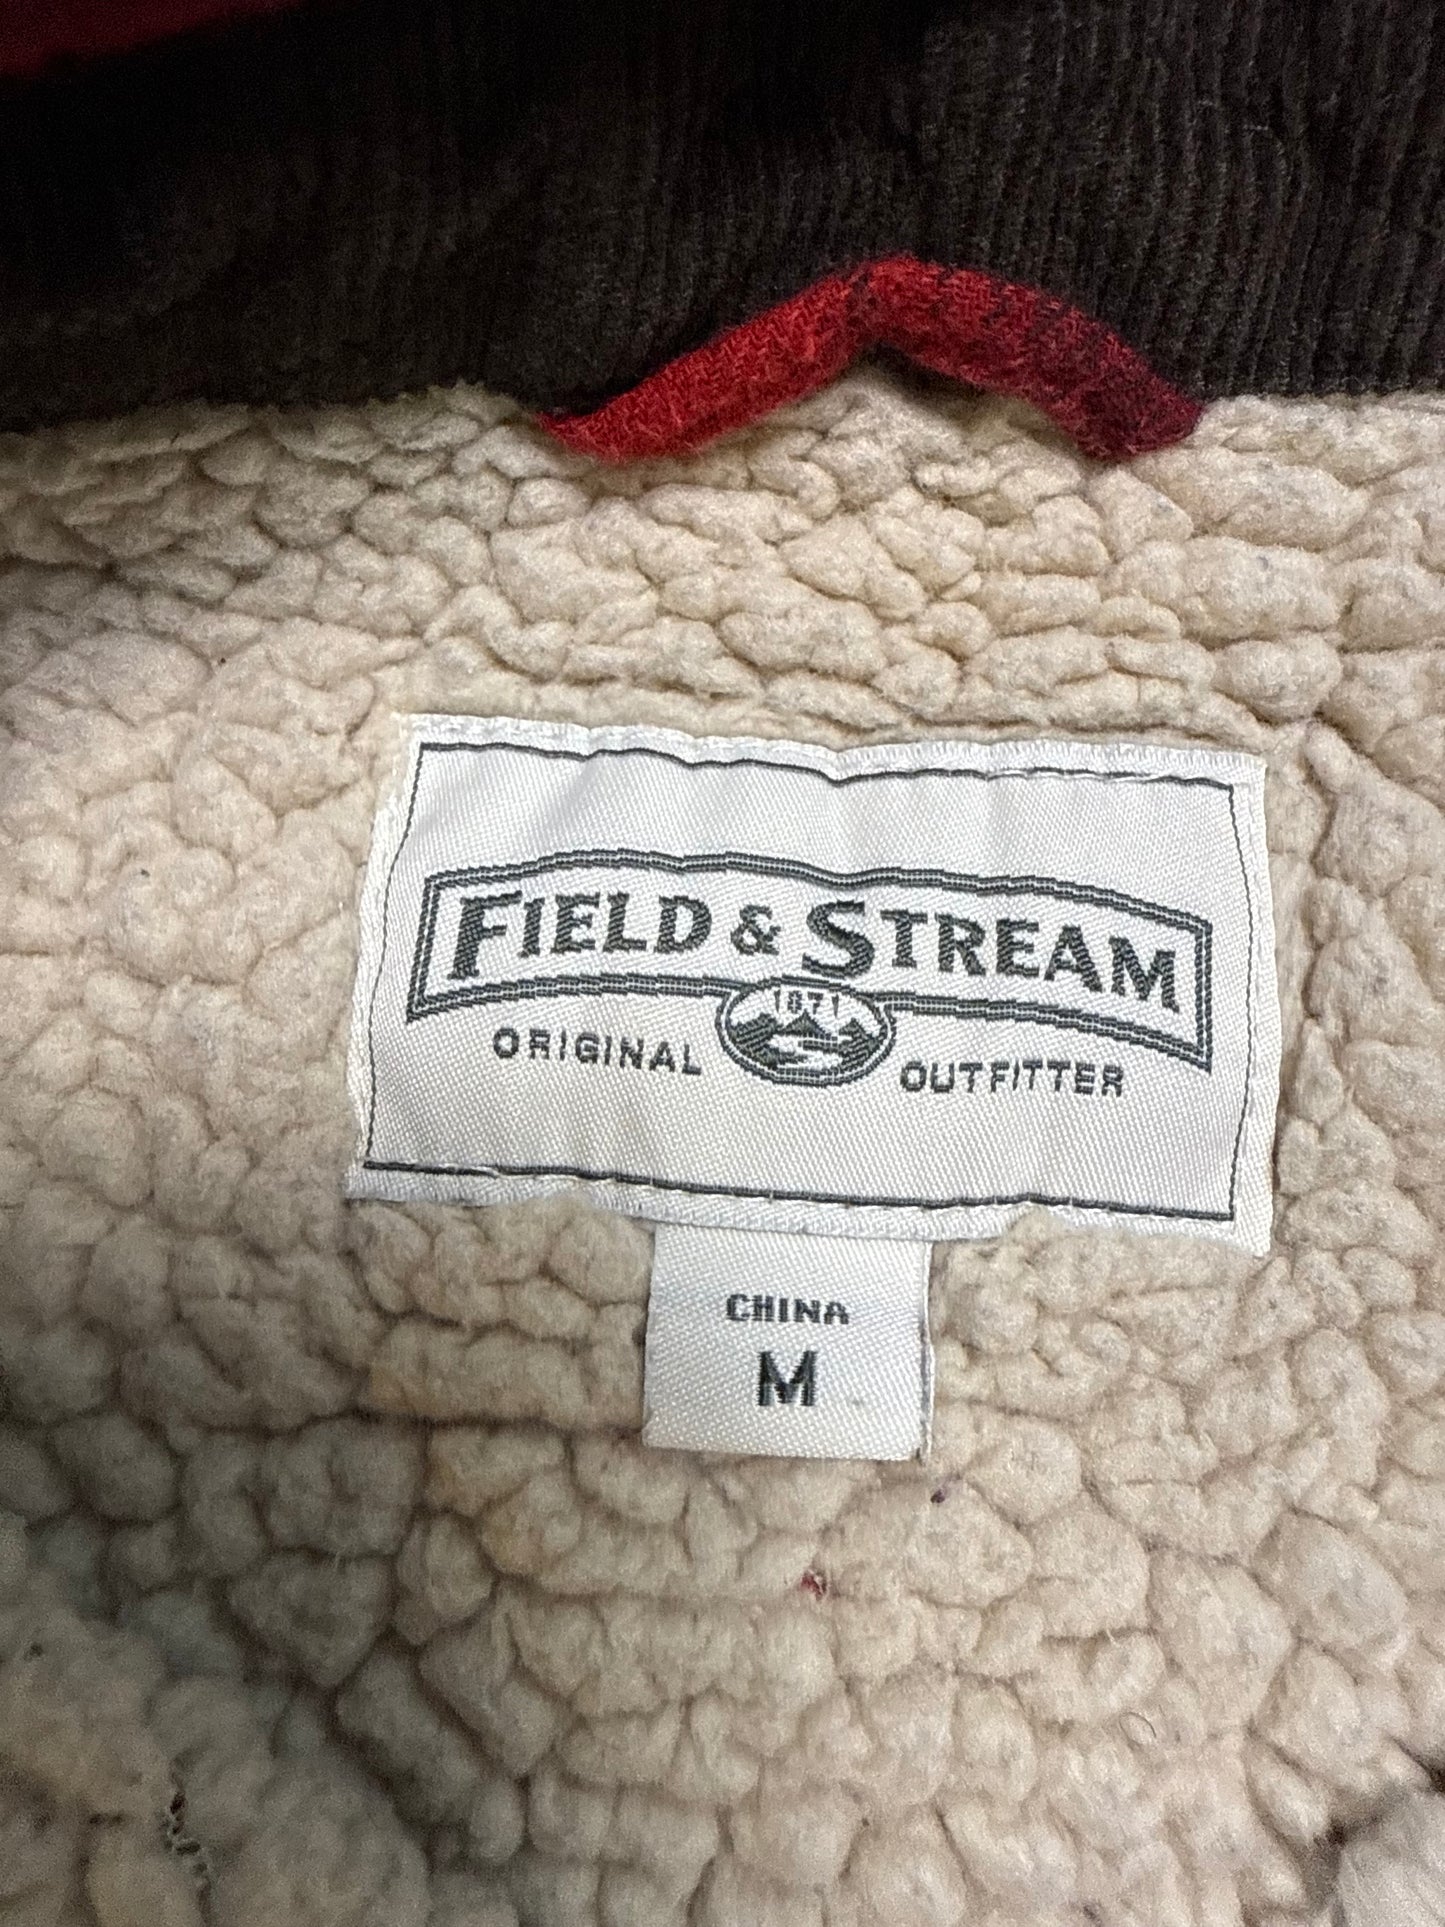 FIELD & STREAM
1871
ORIGINAL OUTFITTER
CHINA
M